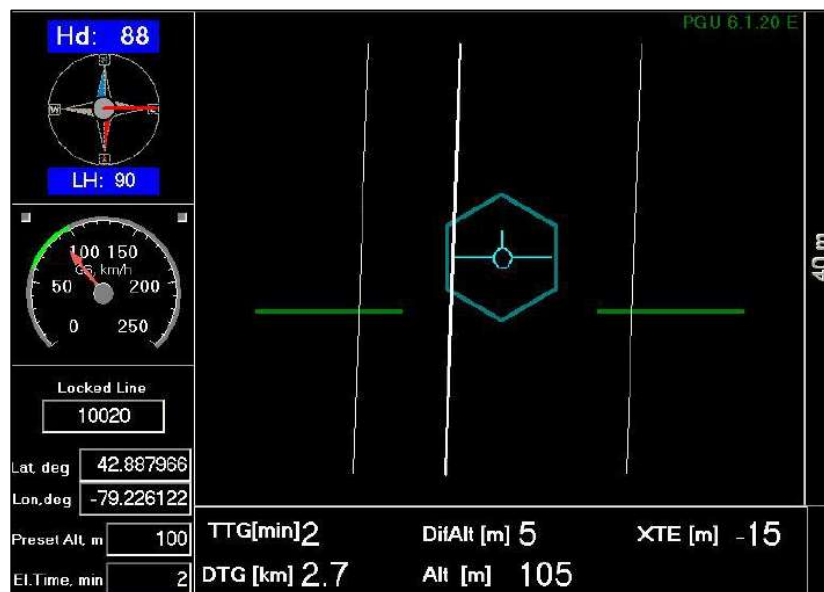 Hd: 88
PGU 6.1.20 E
W
LH: 90
100 150
GS, km/h
50 200
0 250
40 m
Locked Line
10020
Lat, deg 42.887966
Lon,deg -79.226122
Preset Alt, m 100
El.Time, min 2
TTG[min]2 DifAlt [m] 5 XTE [m] -15
DTG [km] 2.7 Alt [m] 105